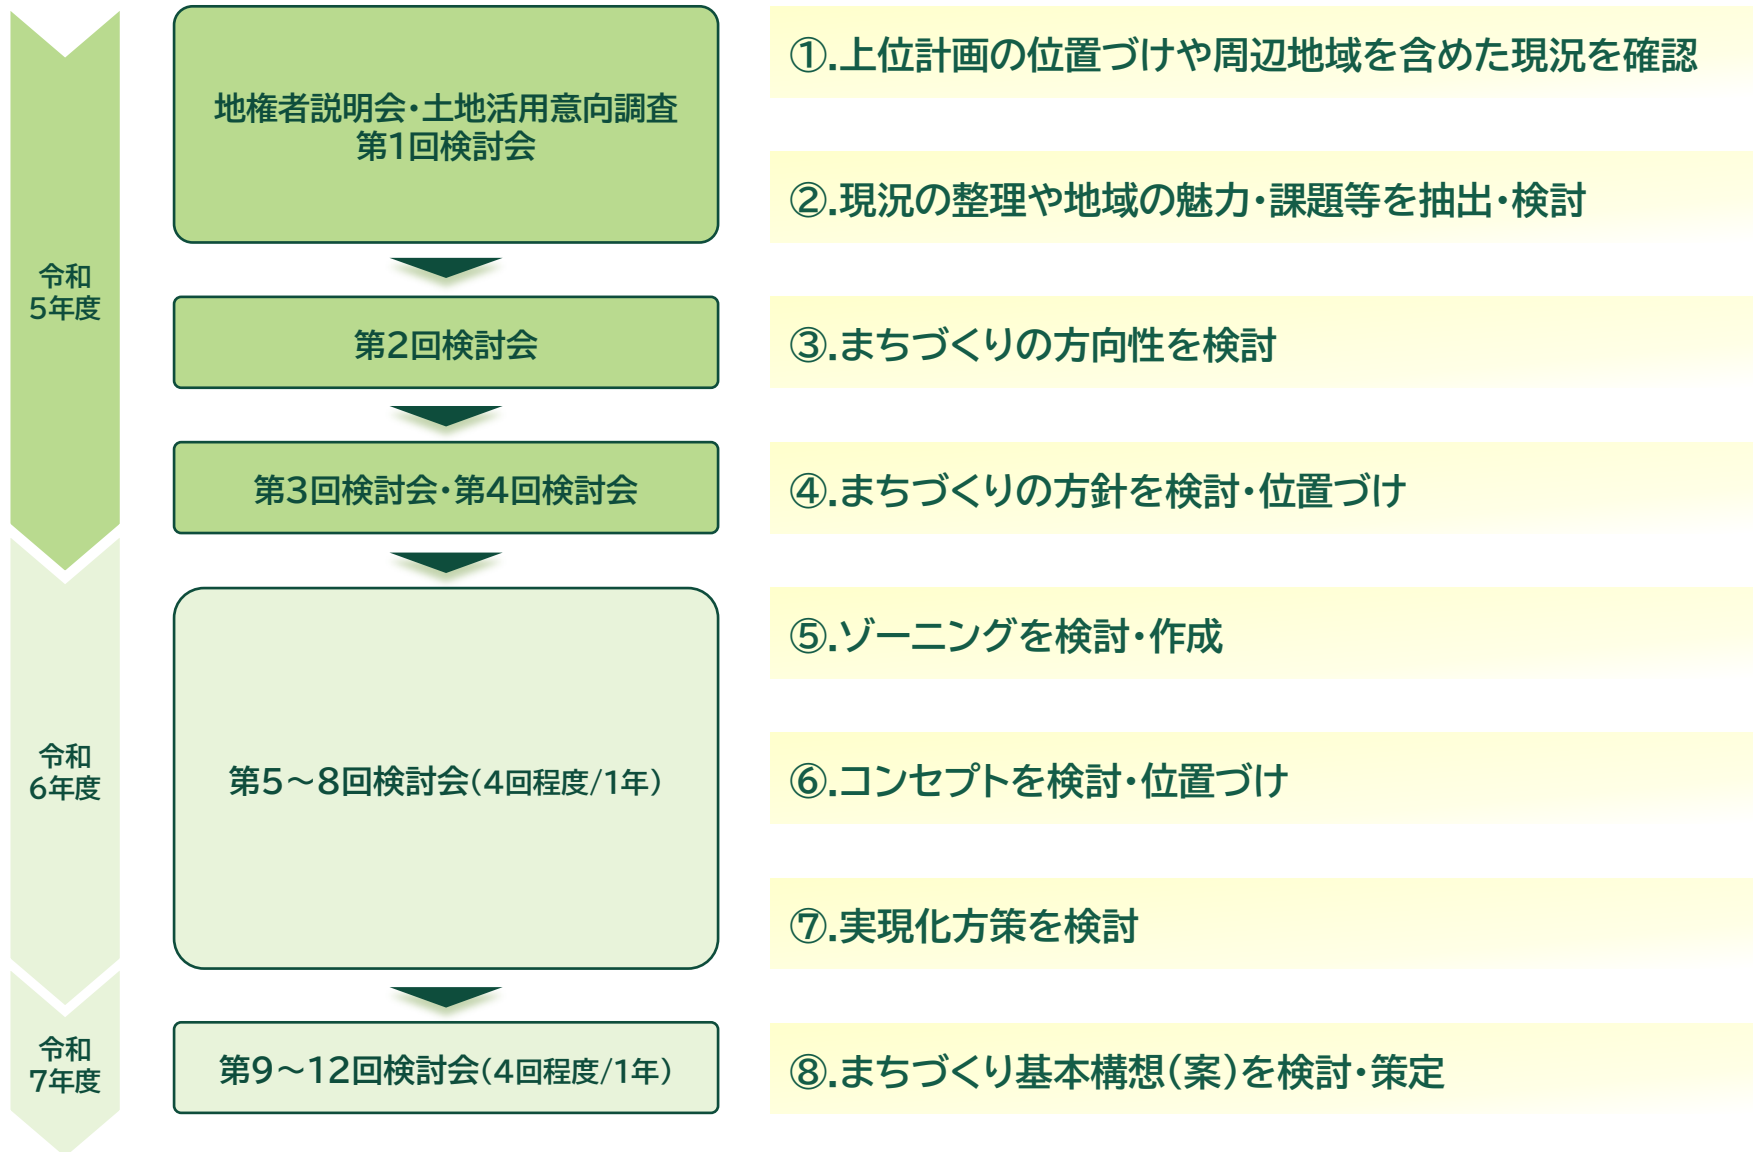 令和
5年度
地権者説明会・土地活用意向調査
第1回検討会
①.上位計画の位置づけや周辺地域を含めた現況を確認
②.現況の整理や地域の魅力・課題等を抽出・検討
第2回検討会
③.まちづくりの方向性を検討
第3回検討会・第4回検討会
④.まちづくりの方針を検討・位置づけ
令和
6年度
第5～8回検討会(4回程度/1年)
⑤.ゾーニングを検討・作成
⑥.コンセプトを検討・位置づけ
⑦.実現化方策を検討
令和
7年度
第9～12回検討会(4回程度/1年)
⑧.まちづくり基本構想(案)を検討・策定